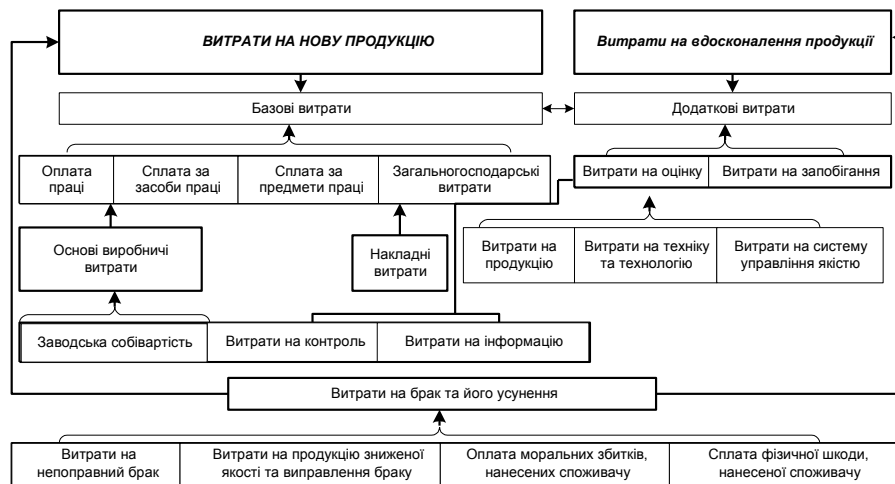 ВИТРАТИ НА НОВУ ПРОДУКЦІЮ
Витрати на вдосконалення продукції
Базові витрати
Додаткові витрати
Оплата
праці
Сплата за
засоби праці
Сплата за
предмети праці
Загальногосподарські
витрати
Витрати на оцінку
Витрати на запобігання
Основі виробничі
витрати
Накладні
витрати
Витрати на
продукцію
Витрати на техніку
та технологію
Витрати на систему
управління якістю
Заводська собівартість
Витрати на контроль
Витрати на інформацію
Витрати на брак та його усунення
Витрати на
непоправний брак
Витрати на продукцію зниженої
якості та виправлення браку
Оплата моральних збитків,
нанесених споживачу
Сплата фізичної шкоди,
нанесеної споживачу